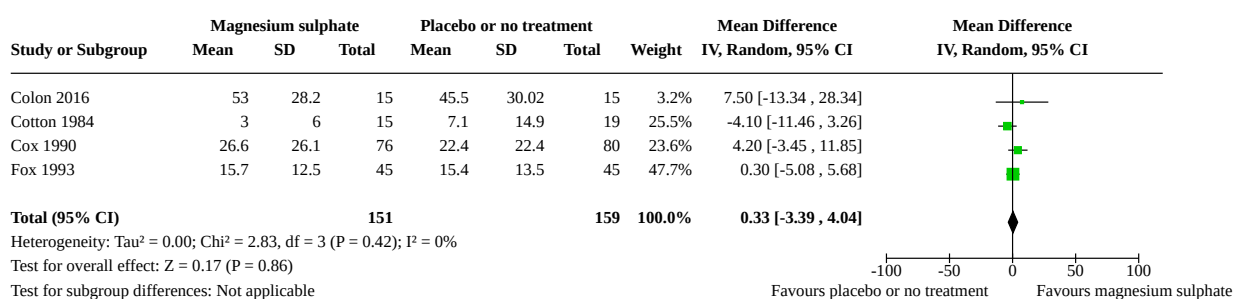 Magnesium sulphate Placebo or no treatment Mean Difference Mean Difference
Study or Subgroup Mean SD Total Mean SD Total Weight IV, Random, 95% CI IV, Random, 95% CI
Colon 2016 53 28.2 15 45.5 30.02 15 3.2% 7.50 [-13.34 , 28.34]
Cotton 1984 3 6 15 7.1 14.9 19 25.5% -4.10 [-11.46 , 3.26]
Cox 1990 26.6 26.1 76 22.4 22.4 80 23.6% 4.20 [-3.45 , 11.85]
Fox 1993 15.7 12.5 45 15.4 13.5 45 47.7% 0.30 [-5.08 , 5.68]
Total (95% CI) 151 159 100.0% 0.33 [-3.39 , 4.04]
Heterogeneity: Tau² = 0.00; Chi² = 2.83, df = 3 (P = 0.42); I² = 0%
Test for overall effect: Z = 0.17 (P = 0.86)
-100 -50 0 50 100
Test for subgroup differences: Not applicable Favours placebo or no treatment Favours magnesium sulphate